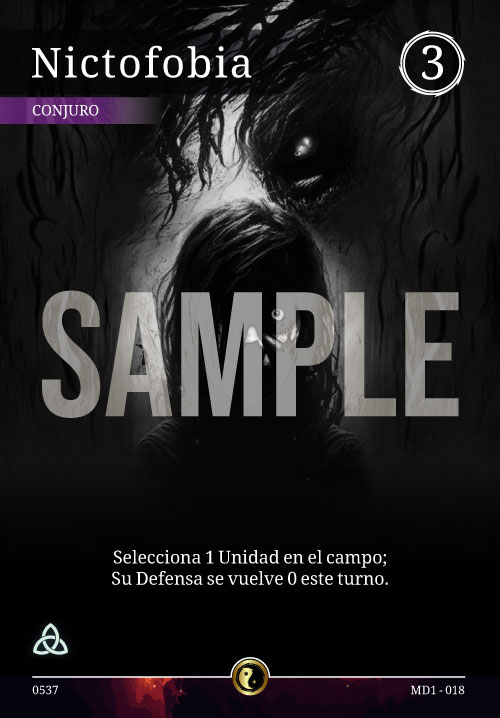 Nictofobia
3
CONJURO
SAMPLE
Selecciona 1 Unidad en el campo;
Su Defensa se vuelve 0 este turno.
0537
MD1 - 018